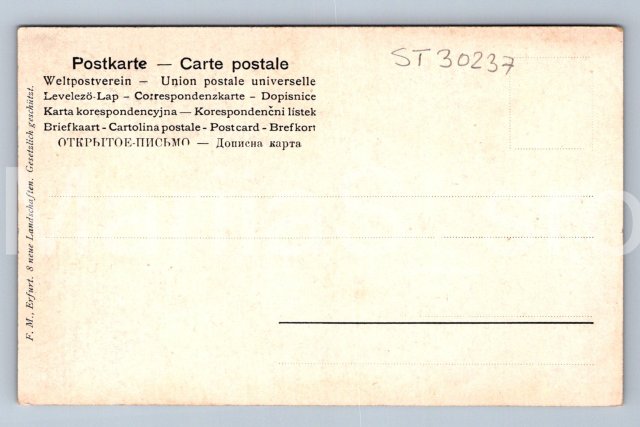 Postkarte — Carte postale
Weltpostverein — Union postale universelle
Levelezö-Lap – Correspondenzkarte – Dopisnice
Karta korespondencyjna — Korespondenční lístek
Briefkaart - Cartolina postale - Postcard - Brefkort
ОТКРЫТОЕ-ПИСЬМО — Дописна карта
ST 30237
F. M., Erfurt. 8 neue Landschaften. Gesetzlich geschützt.